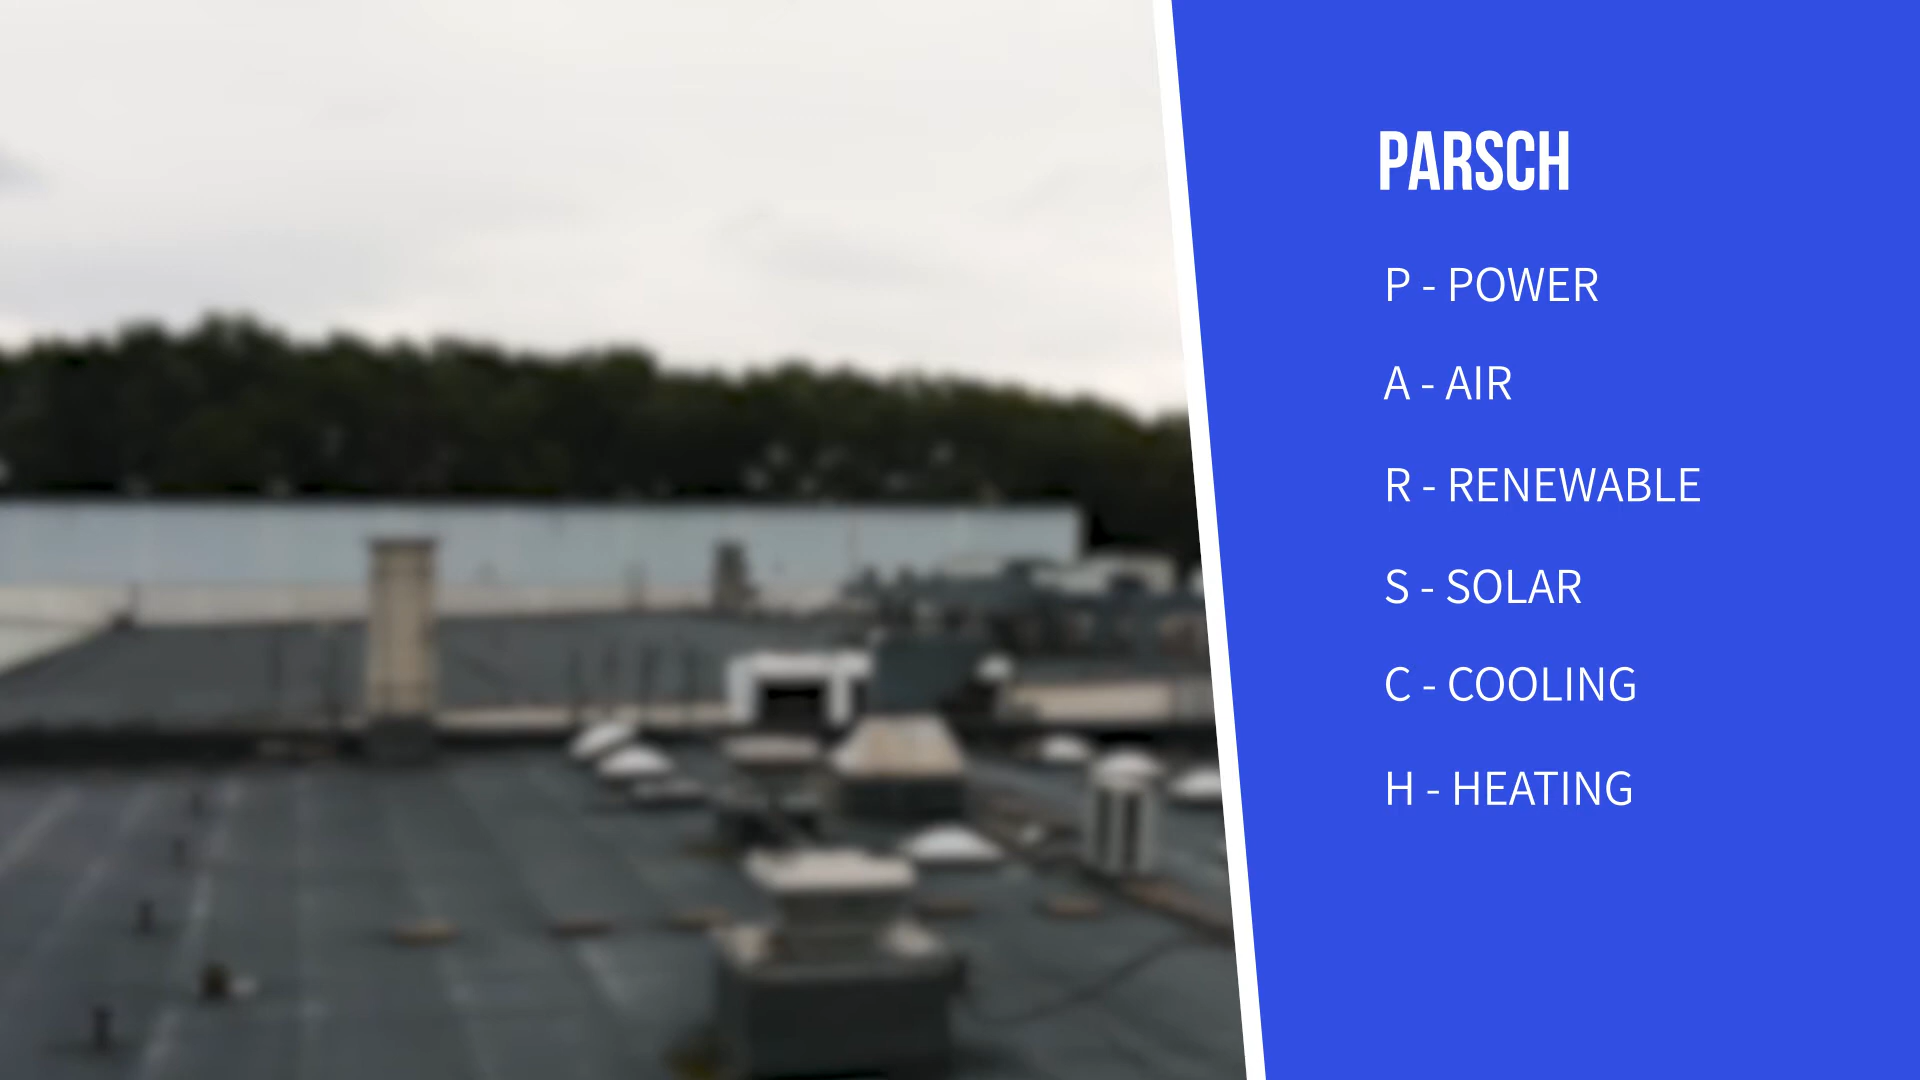 PARSCH
P - POWER
A - AIR
R - RENEWABLE
S - SOLAR
C - COOLING
H - HEATING